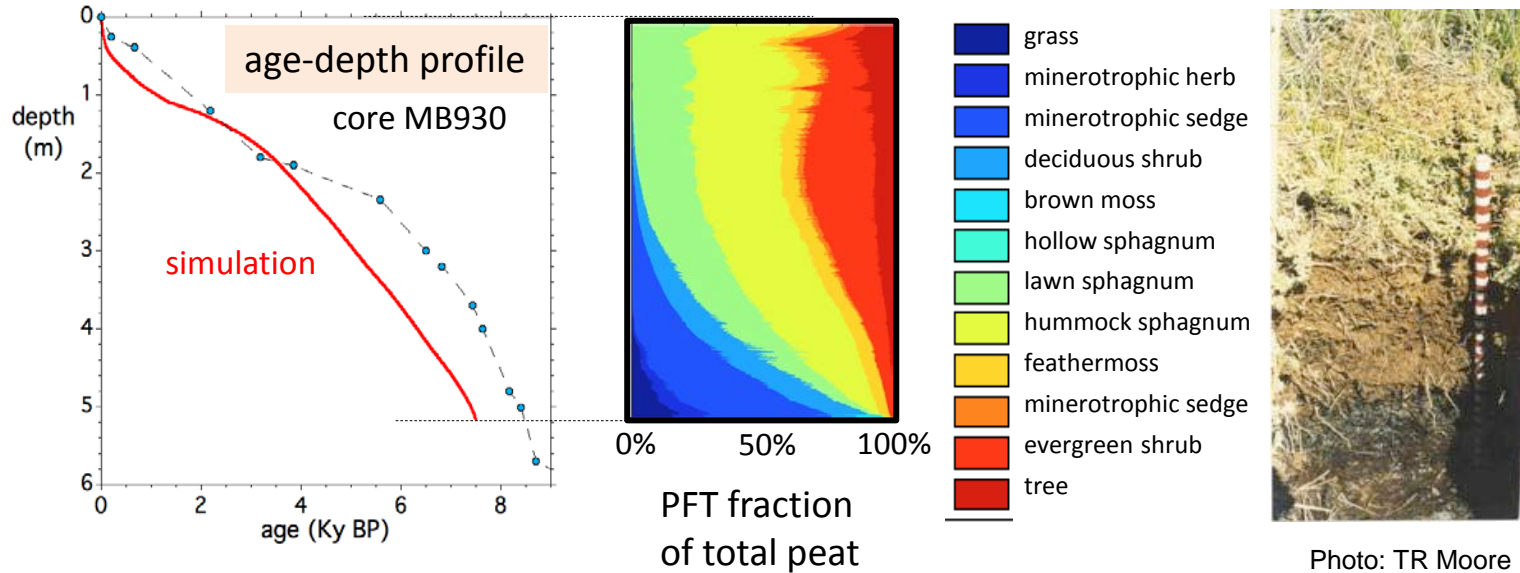 age-depth profile
core MB930
depth
(m)
simulation
0
1
2
3
4
5
6
0
2
4
6
8
age (Ky BP)
0%
50%
100%
PFT fraction
of total peat
grass
minerotrophic herb
minerotrophic sedge
deciduous shrub
brown moss
hollow sphagnum
lawn sphagnum
hummock sphagnum
feathermoss
minerotrophic sedge
evergreen shrub
tree
Photo: TR Moore